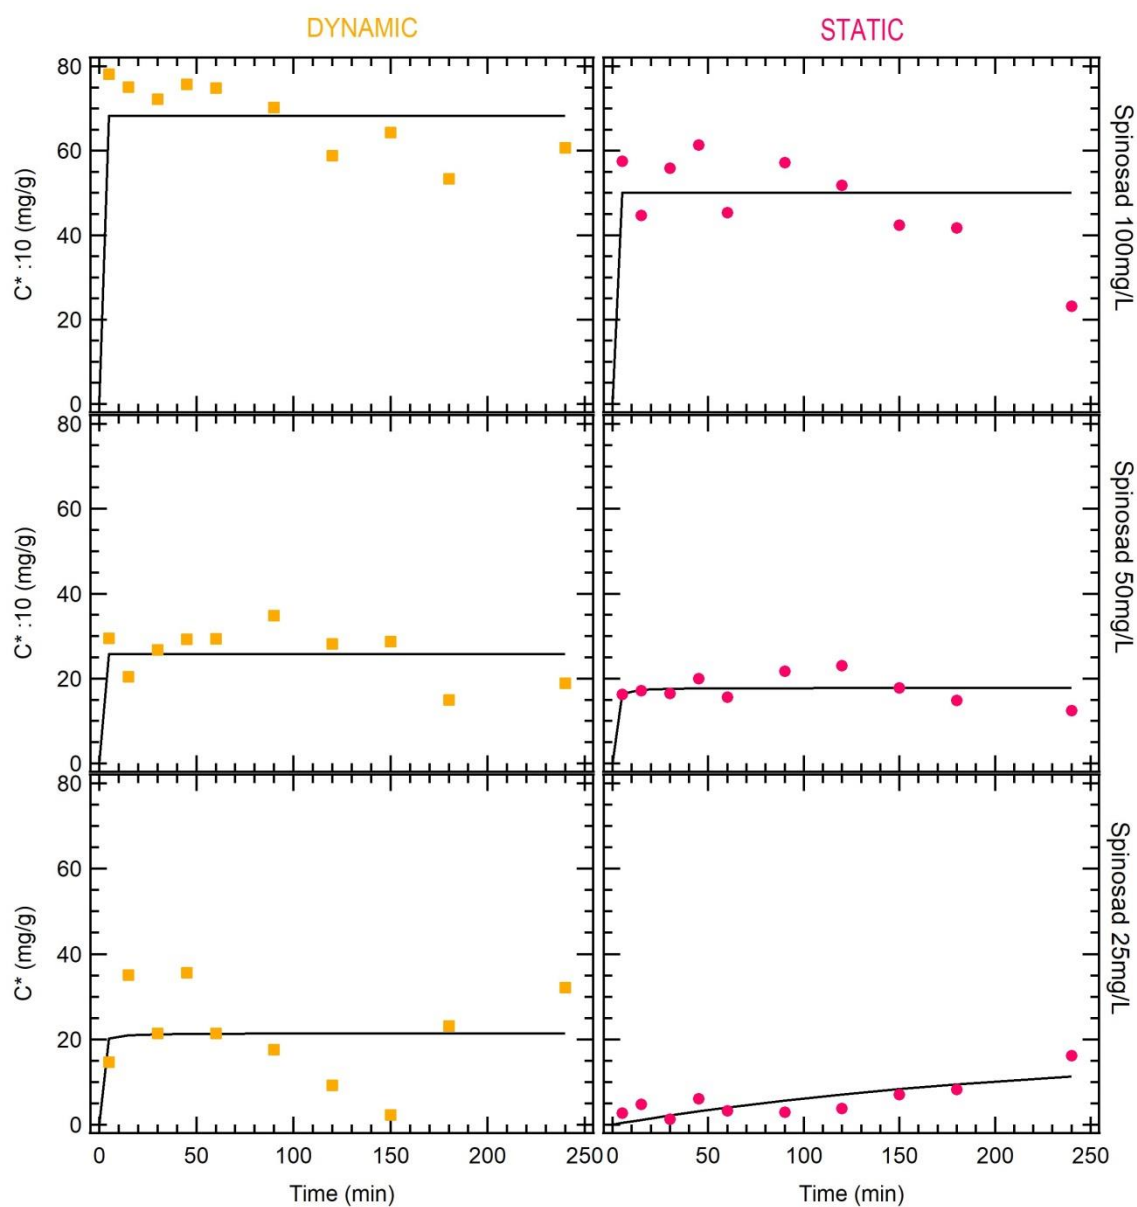 DYNAMIC STATIC
80
60
40
20
0
C* :10 (mg/g)
Spinosad 100mg/L
80
60
40
20
0
C* :10 (mg/g)
Spinosad 50mg/L
80
60
40
20
0
C* (mg/g)
Spinosad 25mg/L
0 50 100 150 200 250 0 50 100 150 200 250
Time (min) Time (min)